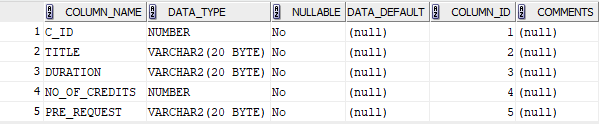 COLUMN_NAME DATA_TYPE NULLABLE DATA_DEFAULT COLUMN_ID COMMENTS
1 C_ID NUMBER No (null) 1 (null)
2 TITLE VARCHAR2(20 BYTE) No (null) 2 (null)
3 DURATION VARCHAR2(20 BYTE) No (null) 3 (null)
4 NO_OF_CREDITS NUMBER No (null) 4 (null)
5 PRE_REQUEST VARCHAR2(20 BYTE) No (null) 5 (null)